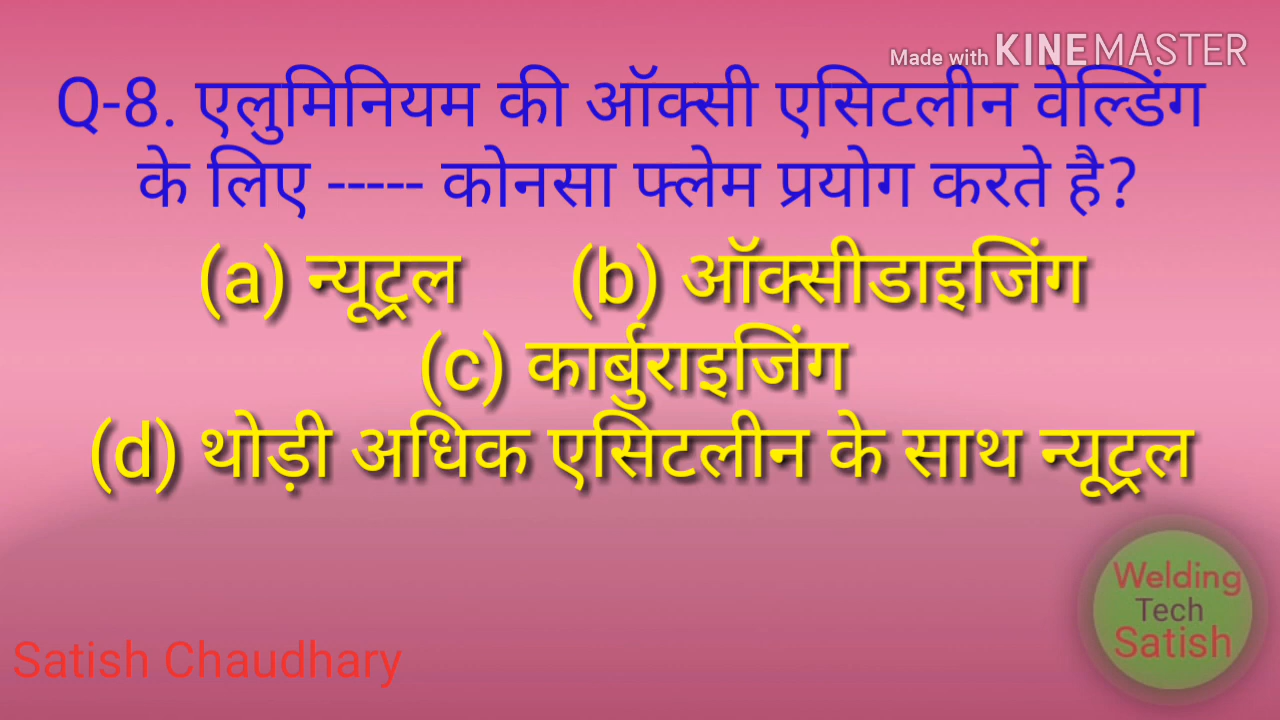 Made with KINEMASTER
Q-8. एलुमिनियम की ऑक्सी एसिटलीन वेल्डिंग
के लिए ----- कोनसा फ्लेम प्रयोग करते है?
(a) न्यूट्रल (b) ऑक्सीडाइजिंग
(c) कार्बुराइजिंग
(d) थोड़ी अधिक एसिटलीन के साथ न्यूट्रल
Welding
Tech
Satish
Satish Chaudhary